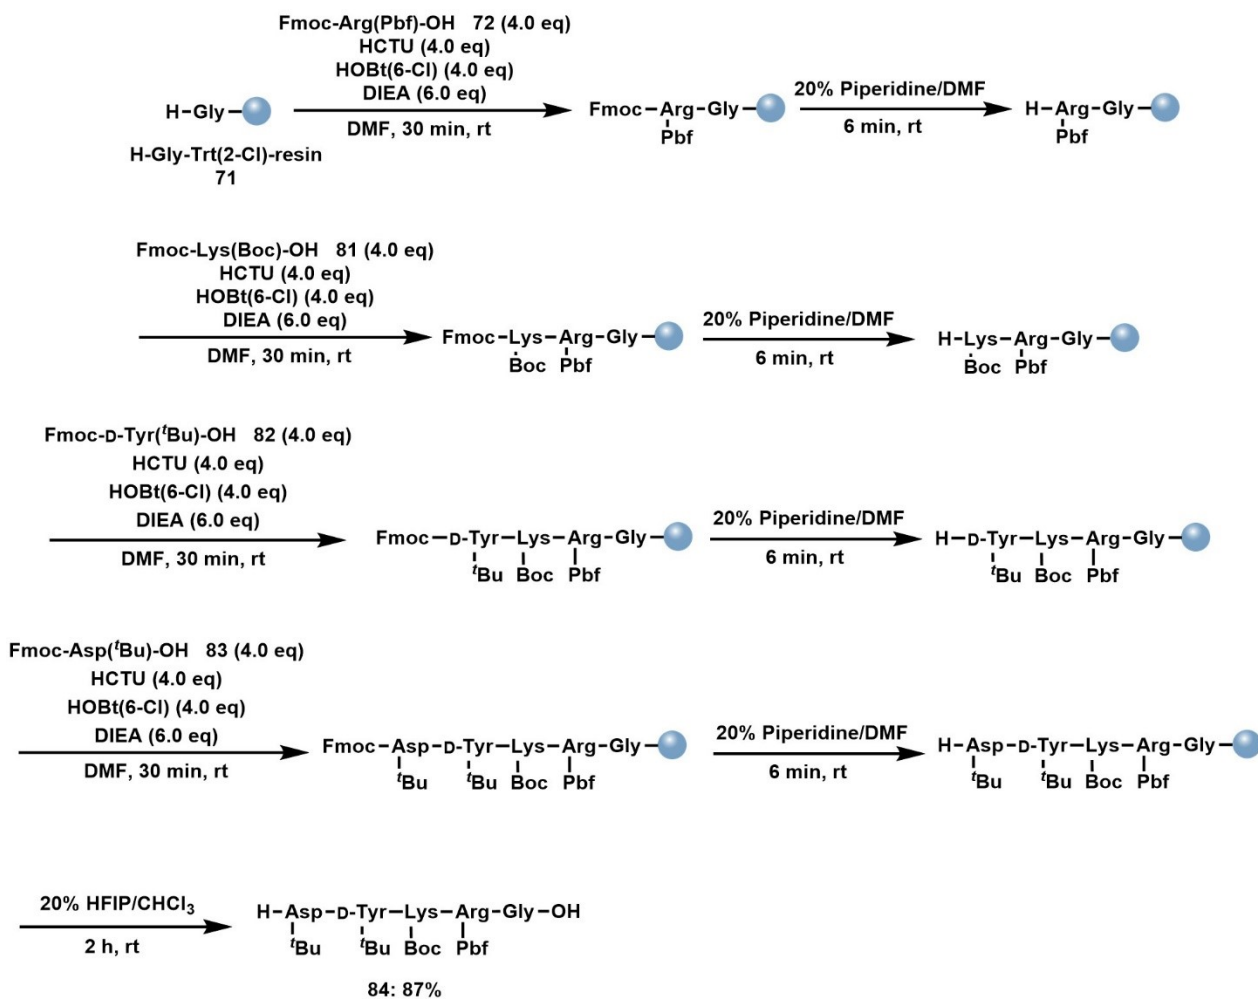 Fmoc-Arg(Pbf)-OH 72 (4.0 eq)
HCTU (4.0 eq)
HOBt(6-Cl) (4.0 eq)
DIEA (6.0 eq)
DMF, 30 min, rt
H-Gly
H-Gly-Trt(2-Cl)-resin
71
Fmoc-Arg-Gly
Pbf
20% Piperidine/DMF
6 min, rt
H-Arg-Gly
Pbf
Fmoc-Lys(Boc)-OH 81 (4.0 eq)
HCTU (4.0 eq)
HOBt(6-Cl) (4.0 eq)
DIEA (6.0 eq)
DMF, 30 min, rt
Fmoc-Lys-Arg-Gly
Boc Pbf
20% Piperidine/DMF
6 min, rt
H-Lys-Arg-Gly
Boc Pbf
Fmoc-D-Tyr(tBu)-OH 82 (4.0 eq)
HCTU (4.0 eq)
HOBt(6-Cl) (4.0 eq)
DIEA (6.0 eq)
DMF, 30 min, rt
Fmoc-D-Tyr-Lys-Arg-Gly
tBu Boc Pbf
20% Piperidine/DMF
6 min, rt
H-D-Tyr-Lys-Arg-Gly
tBu Boc Pbf
Fmoc-Asp(tBu)-OH 83 (4.0 eq)
HCTU (4.0 eq)
HOBt(6-Cl) (4.0 eq)
DIEA (6.0 eq)
DMF, 30 min, rt
Fmoc-Asp-D-Tyr-Lys-Arg-Gly
tBu tBu Boc Pbf
20% Piperidine/DMF
6 min, rt
H-Asp-D-Tyr-Lys-Arg-Gly
tBu tBu Boc Pbf
20% HFIP/CHCl3
2 h, rt
H-Asp-D-Tyr-Lys-Arg-Gly-OH
tBu tBu Boc Pbf
84: 87%